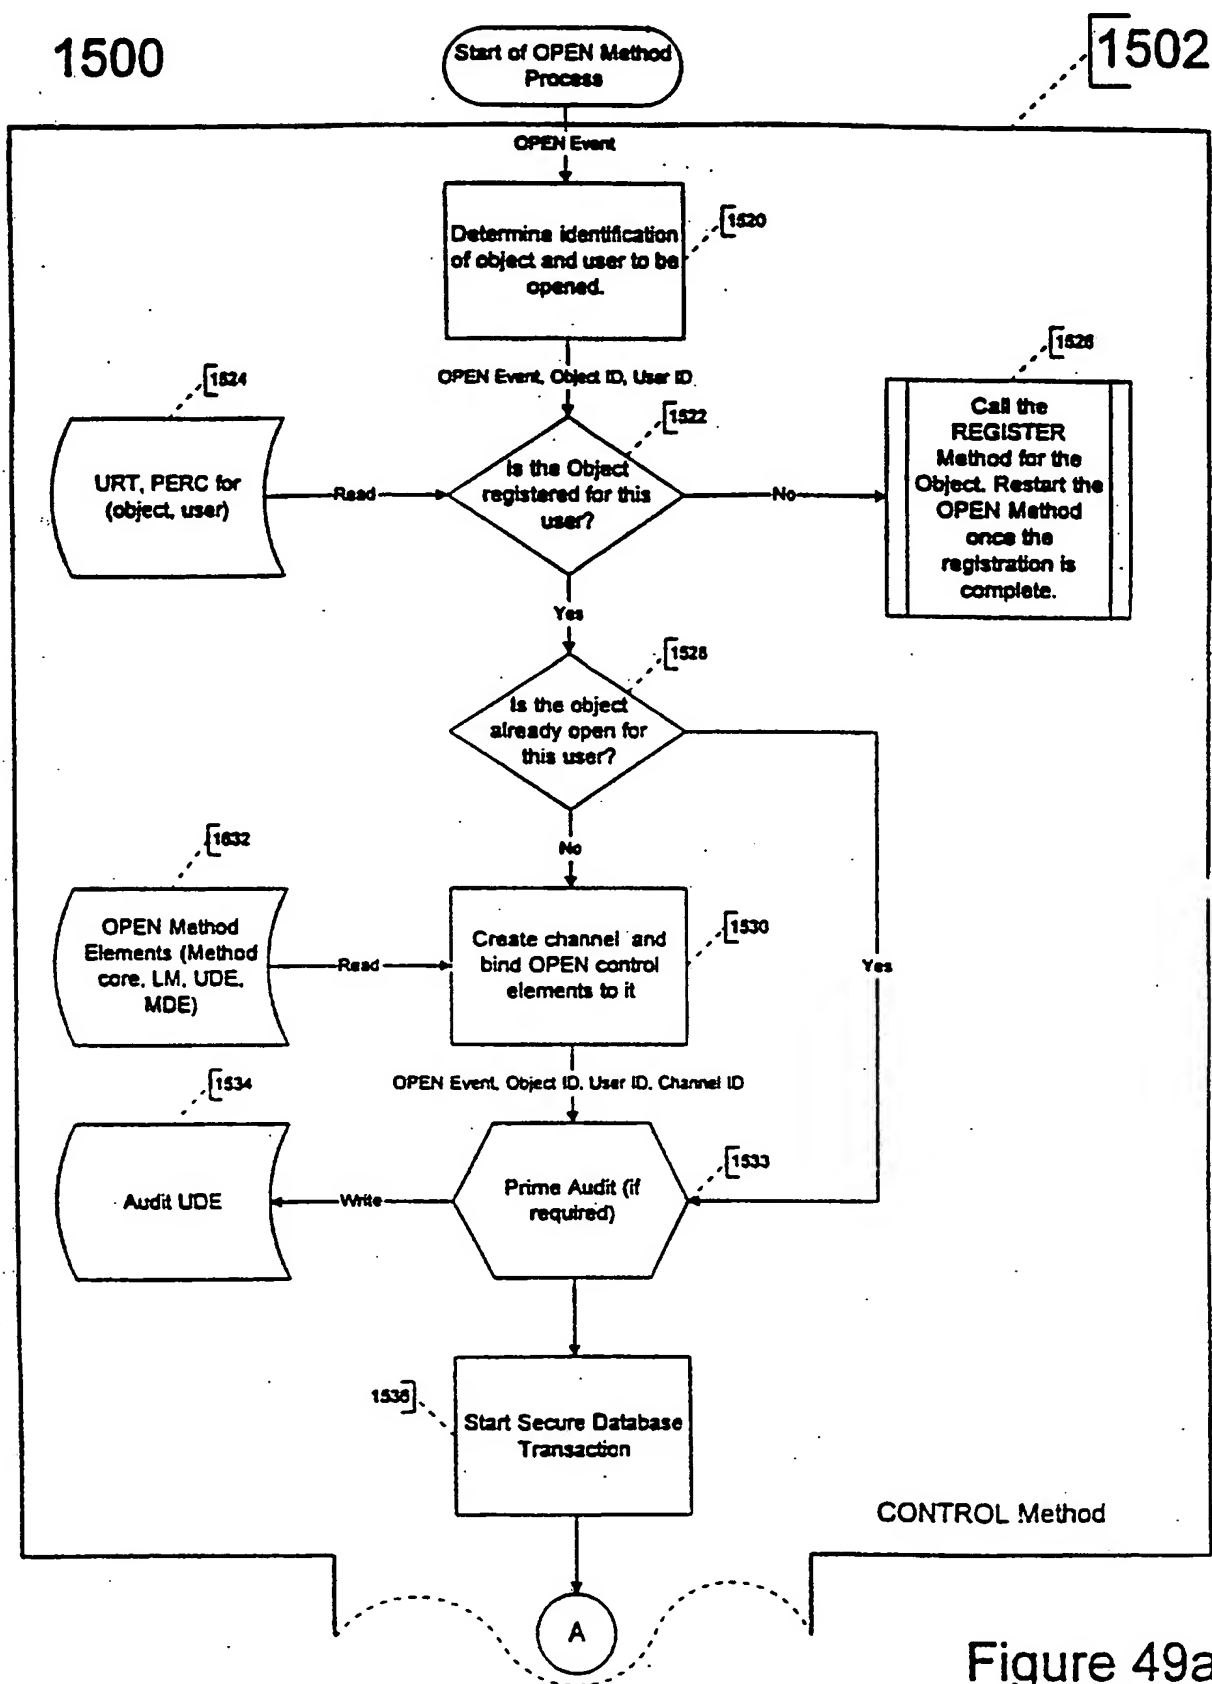 1500
Start of OPEN Method
Process
1502
OPEN Event
Determine identification
of object and user to be
opened.
1520
OPEN Event, Object ID, User ID
1524
1522
1526
URT, PERC for
(object, user)
Read
Is the Object
registered for this
user?
No
Call the
REGISTER
Method for the
Object. Restart the
OPEN Method
once the
registration is
complete.
Yes
1528
Is the object
already open for
this user?
1632
No
OPEN Method
Elements (Method
core, LM, UDE,
MDE)
Read
Create channel and
bind OPEN control
elements to it
1530
Yes
OPEN Event, Object ID, User ID, Channel ID
1534
1533
Audit UDE
Write
Prime Audit (if
required)
1536
Start Secure Database
Transaction
CONTROL Method
A
Figure 49a